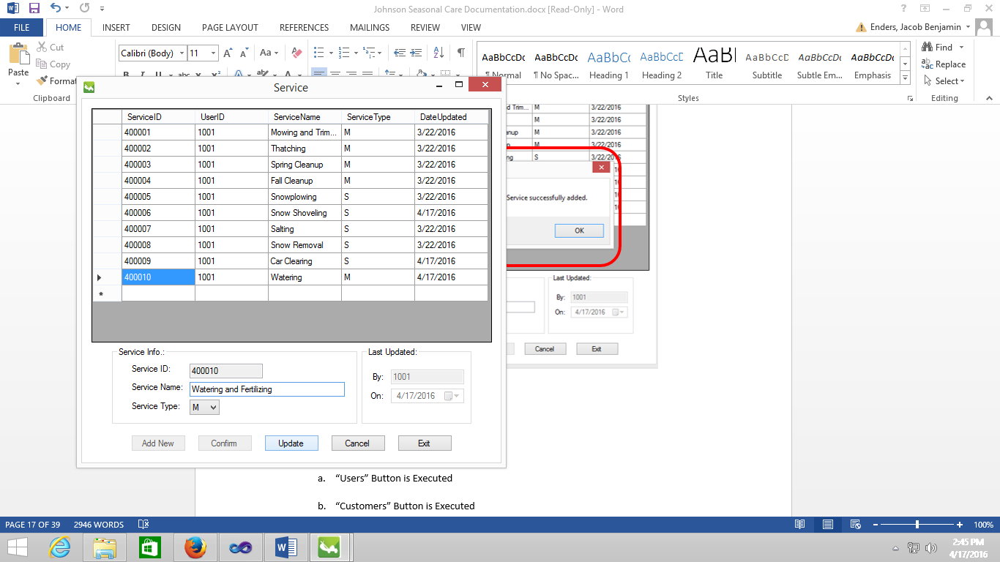 Johnson Seasonal Care Documentation.docx [Read-Only] - Word
FILE HOME INSERT DESIGN PAGE LAYOUT REFERENCES MAILINGS REVIEW VIEW Enders, Jacob Benjamin
Cut
Copy
Format
Paste
Clipboard
Calibri (Body) 11
AaBbCcDc AaBbCcDc AaBbCc AaBbCcC AaBl AaBbCcD AaBbCcDc AaBbCcDc
¶ Normal ¶ No Spac... Heading 1 Heading 2 Title Subtitle Subtle Em... Emphasis
Styles
Find
Replace
Select
Editing
Service
ServiceID UserID ServiceName ServiceType DateUpdated
400001 1001 Mowing and Trim... M 3/22/2016
400002 1001 Thatching M 3/22/2016
400003 1001 Spring Cleanup M 3/22/2016
400004 1001 Fall Cleanup M 3/22/2016
400005 1001 Snowplowing S 3/22/2016
400006 1001 Snow Shoveling S 4/17/2016
400007 1001 Salting S 3/22/2016
400008 1001 Snow Removal S 3/22/2016
400009 1001 Car Clearing S 4/17/2016
400010 1001 Watering M 4/17/2016
Service Info.:
Service ID: 400010
Service Name: Watering and Fertilizing
Service Type: M
Last Updated:
By: 1001
On: 4/17/2016
Add New Confirm Update Cancel Exit
d Trim... M 3/22/2016
M 3/22/2016
nup M 3/22/2016
p M 3/22/2016
ng S 3/22/2016
Service successfully added.
OK
Last Updated:
By: 1001
On: 4/17/2016
Cancel Exit
a. “Users” Button is Executed
b. “Customers” Button is Executed
PAGE 17 OF 39 2946 WORDS 100%
2:45 PM
4/17/2016